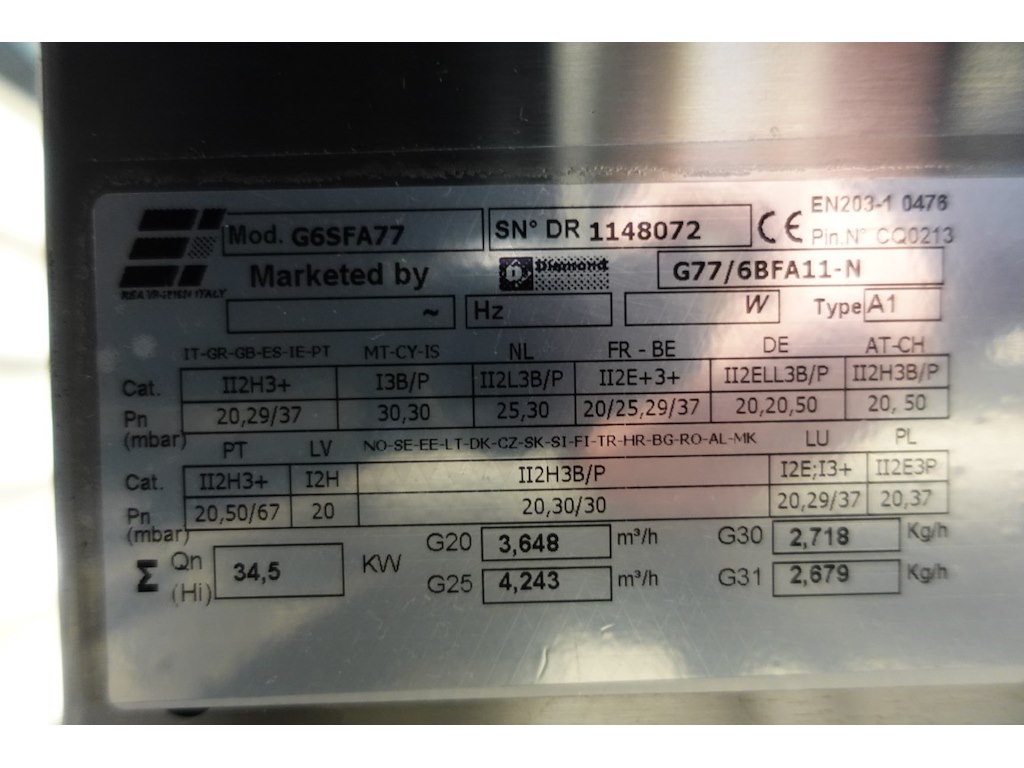 EN203-1 0476
Mod. G6SFA77 SN° DR 1148072 CE Pin.N° CQ0213
Marketed by Diamond G77/6BFA11-N
ITALY
~ Hz W Type A1
IT-GR-GB-ES-IE-PT MT-CY-IS NL FR - BE DE AT-CH
Cat. II2H3+ I3B/P II2L3B/P II2E+3+ II2ELL3B/P II2H3B/P
Pn (mbar) 20,29/37 30,30 25,30 20/25,29/37 20,20,50 20, 50
PT LV NO-SE-EE-LT-DK-CZ-SK-SI-FI-TR-HR-BG-RO-AL-MK LU PL
Cat. II2H3+ I2H II2H3B/P I2E;I3+ II2E3P
Pn (mbar) 20,50/67 20 20,30/30 20,29/37 20,37
Σ Qn (Hi) 34,5 KW G20 3,648 m³/h G30 2,718 Kg/h
G25 4,243 m³/h G31 2,679 Kg/h